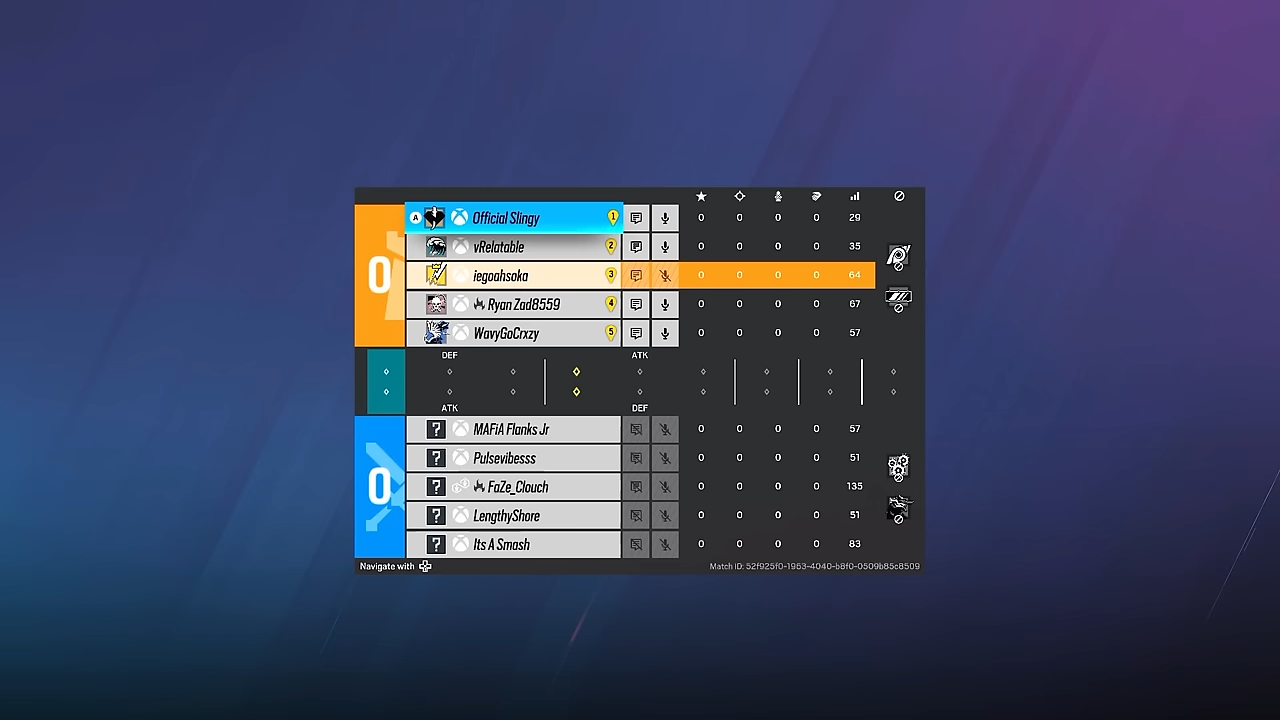 A Official Slingy 1 0 0 0 0 29
vRelatable 2 0 0 0 0 35
0 iegoahsoka 3 0 0 0 0 64
Ryan Zad8559 4 0 0 0 0 67
WavyGoCrxzy 5 0 0 0 0 57
DEF ATK
ATK DEF
? MAFiA Flanks Jr 0 0 0 0 57
? Pulsevibesss 0 0 0 0 51
0 ? FaZe_Clouch 0 0 0 0 135
? LengthyShore 0 0 0 0 51
? Its A Smash 0 0 0 0 83
Navigate with Match ID: 52f925f0-1963-4040-b8f0-0509b85c8509